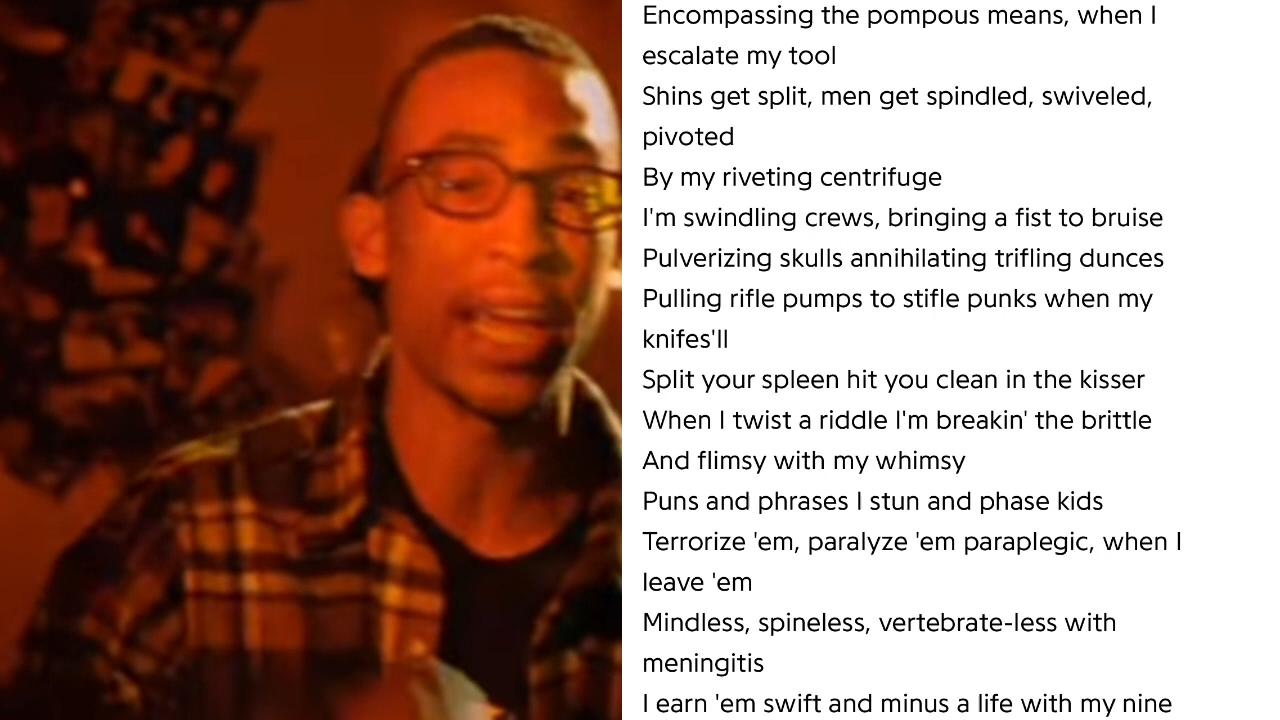 Encompassing the pompous means, when I
escalate my tool
Shins get split, men get spindled, swiveled,
pivoted
By my riveting centrifuge
I'm swindling crews, bringing a fist to bruise
Pulverizing skulls annihilating trifling dunces
Pulling rifle pumps to stifle punks when my
knifes'll
Split your spleen hit you clean in the kisser
When I twist a riddle I'm breakin' the brittle
And flimsy with my whimsy
Puns and phrases I stun and phase kids
Terrorize 'em, paralyze 'em paraplegic, when I
leave 'em
Mindless, spineless, vertebrate-less with
meningitis
I earn 'em swift and minus a life with my nine